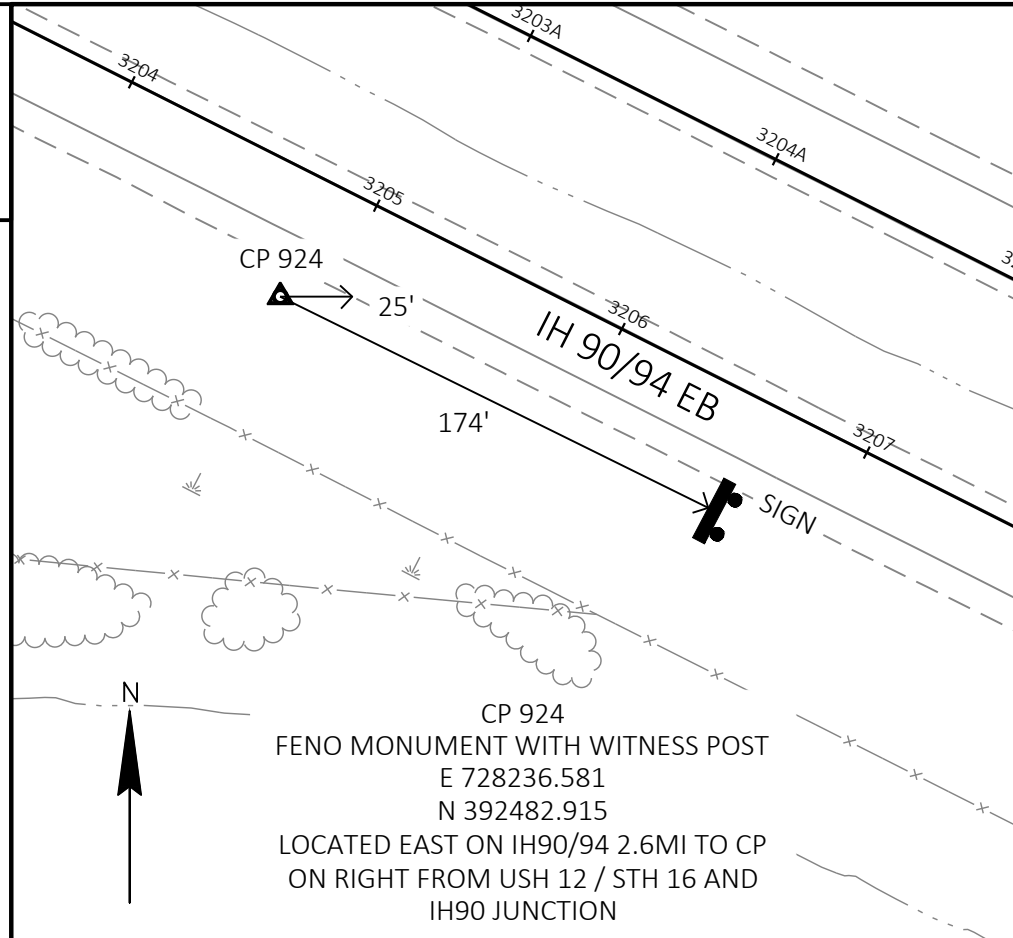 3203A
3204
3204A
3205
CP 924
25'
3206
IH 90/94 EB
174'
3207
SIGN
N
CP 924
FENO MONUMENT WITH WITNESS POST
E 728236.581
N 392482.915
LOCATED EAST ON IH90/94 2.6MI TO CP
ON RIGHT FROM USH 12 / STH 16 AND
IH90 JUNCTION